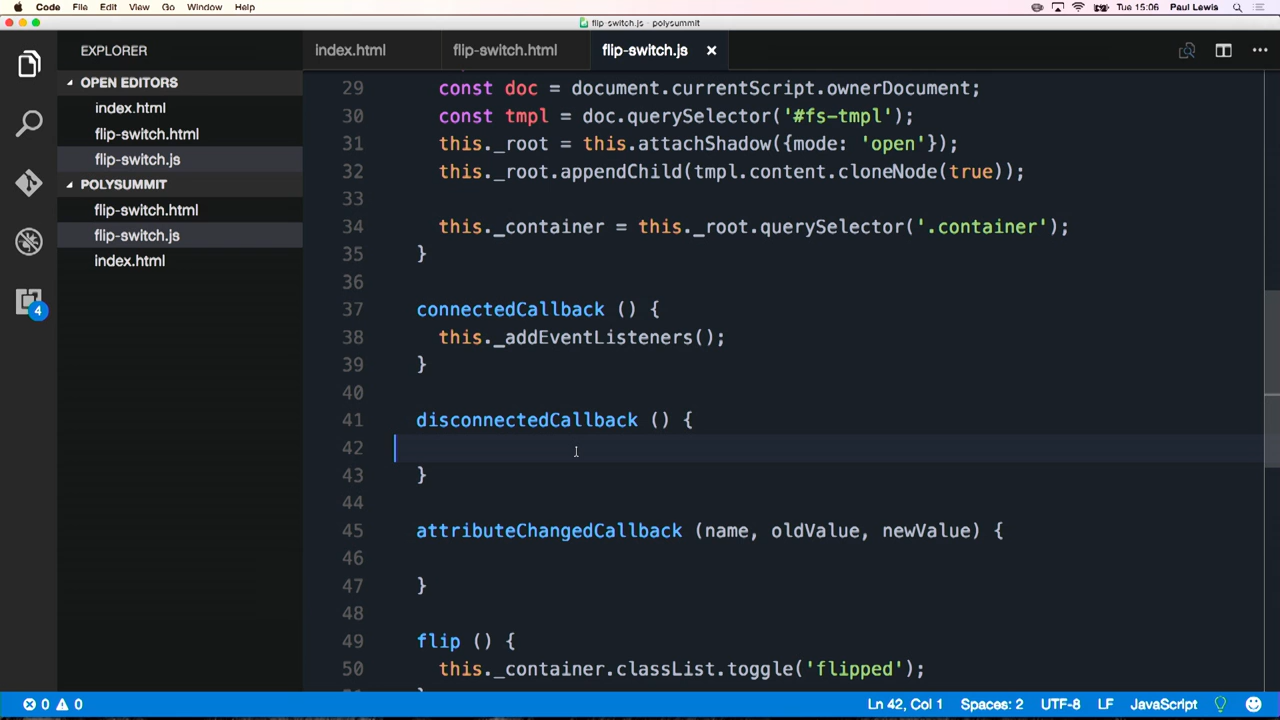 Code File Edit View Go Window Help Tue 15:06 Paul Lewis
flip-switch.js — polysummit
EXPLORER
OPEN EDITORS
index.html
flip-switch.html
flip-switch.js
POLYSUMMIT
flip-switch.html
flip-switch.js
index.html
4
index.html flip-switch.html flip-switch.js
29 const doc = document.currentScript.ownerDocument;
30 const tmpl = doc.querySelector('#fs-tmpl');
31 this._root = this.attachShadow({mode: 'open'});
32 this._root.appendChild(tmpl.content.cloneNode(true));
33
34 this._container = this._root.querySelector('.container');
35 }
36
37 connectedCallback () {
38 this._addEventListeners();
39 }
40
41 disconnectedCallback () {
42
43 }
44
45 attributeChangedCallback (name, oldValue, newValue) {
46
47 }
48
49 flip () {
50 this._container.classList.toggle('flipped');
0 0 Ln 42, Col 1 Spaces: 2 UTF-8 LF JavaScript